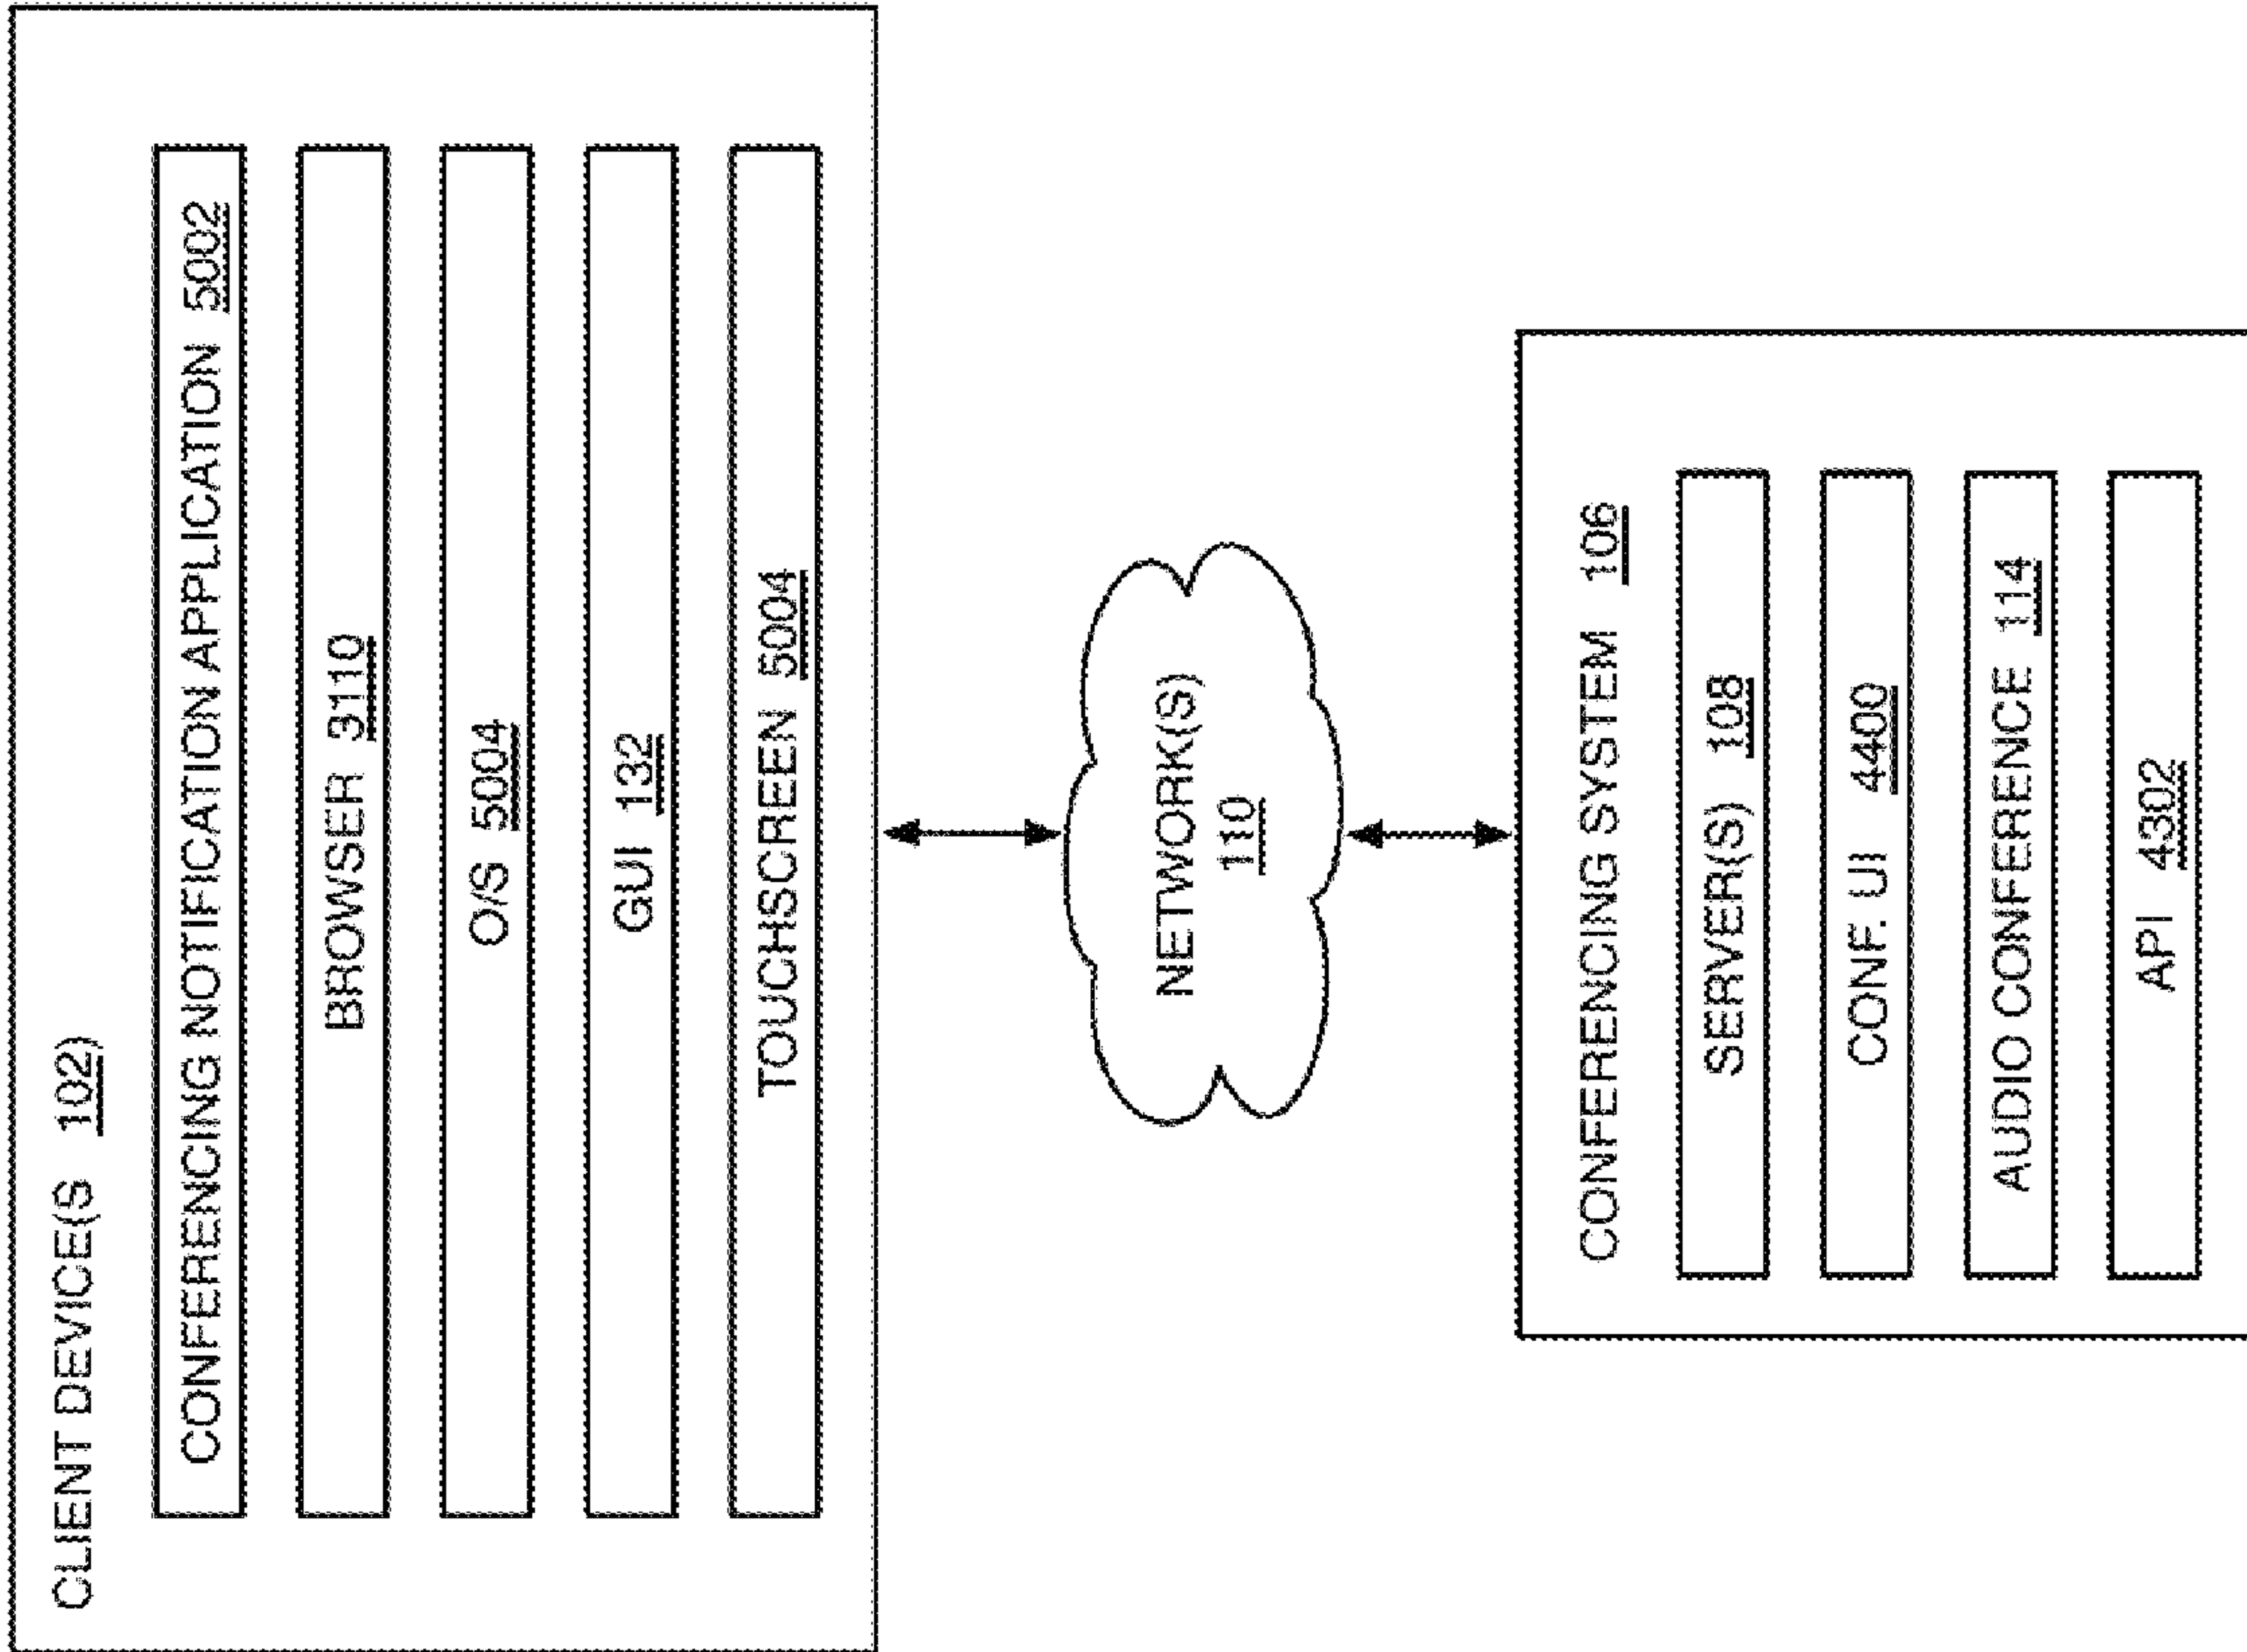 CLIENT DEVICE(S 102)
CONFERENCING NOTIFICATION APPLICATION 5002
BROWSER 3110
O/S 5004
GUI 132
TOUCHSCREEN 5004
NETWORK(S)
110
CONFERENCING SYSTEM 106
SERVER(S) 108
CONF. UI 4400
AUDIO CONFERENCE 114
API 4302